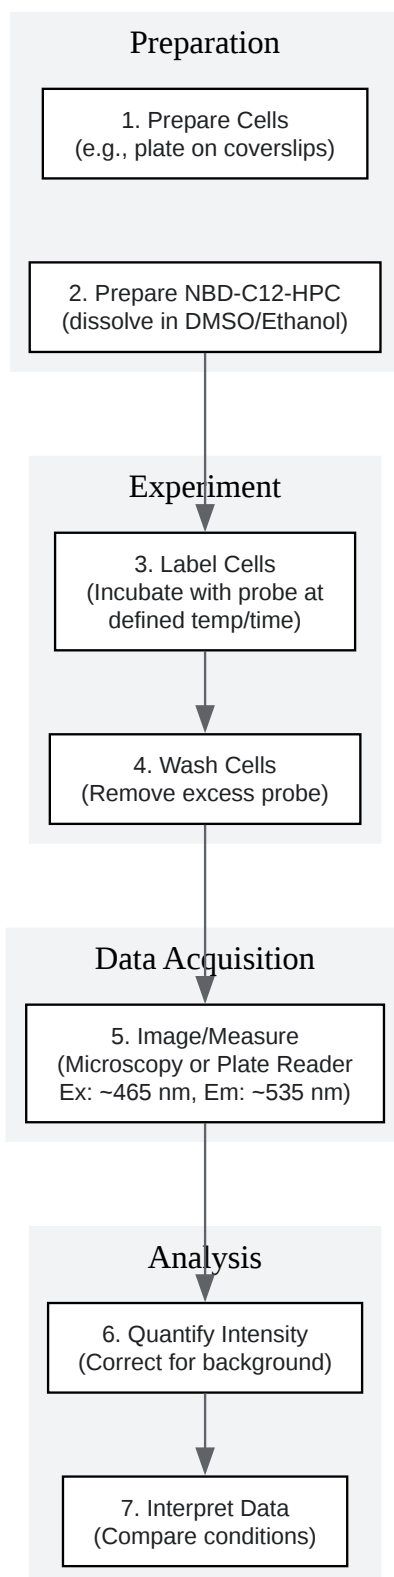 Preparation
1. Prepare Cells
(e.g., plate on coverslips)
2. Prepare NBD-C12-HPC
(dissolve in DMSO/Ethanol)
Experiment
3. Label Cells
(Incubate with probe at
defined temp/time)
4. Wash Cells
(Remove excess probe)
Data Acquisition
5. Image/Measure
(Microscopy or Plate Reader
Ex: ~465 nm, Em: ~535 nm)
Analysis
6. Quantify Intensity
(Correct for background)
7. Interpret Data
(Compare conditions)